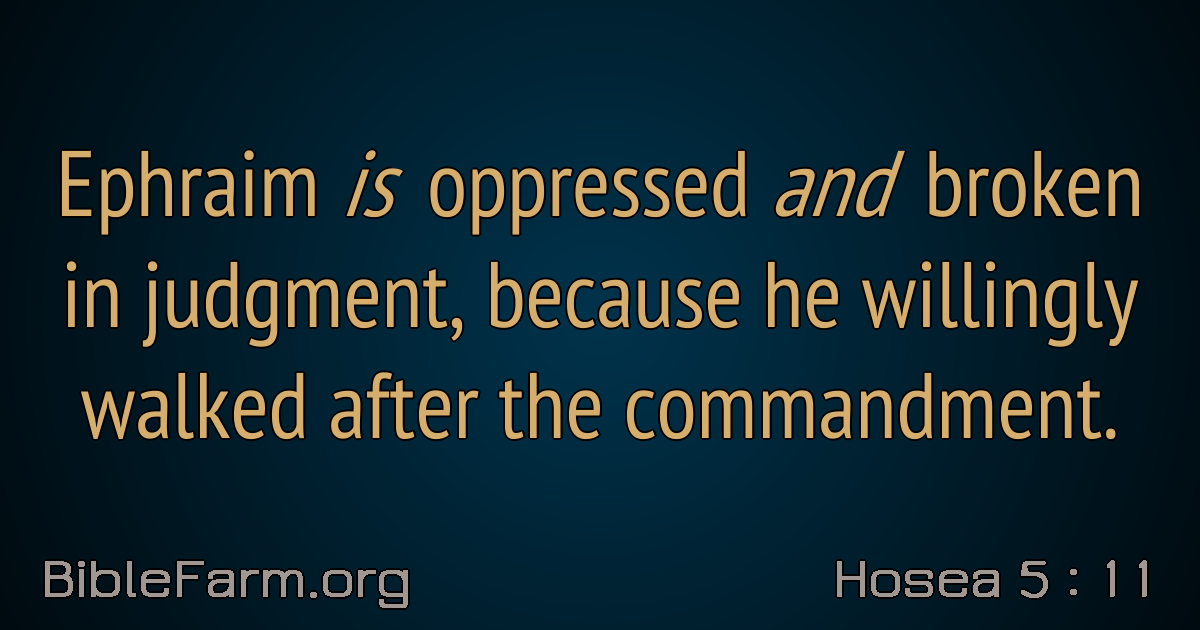 Ephraim is oppressed and broken
in judgment, because he willingly
walked after the commandment.
BibleFarm.org
Hosea 5 : 11